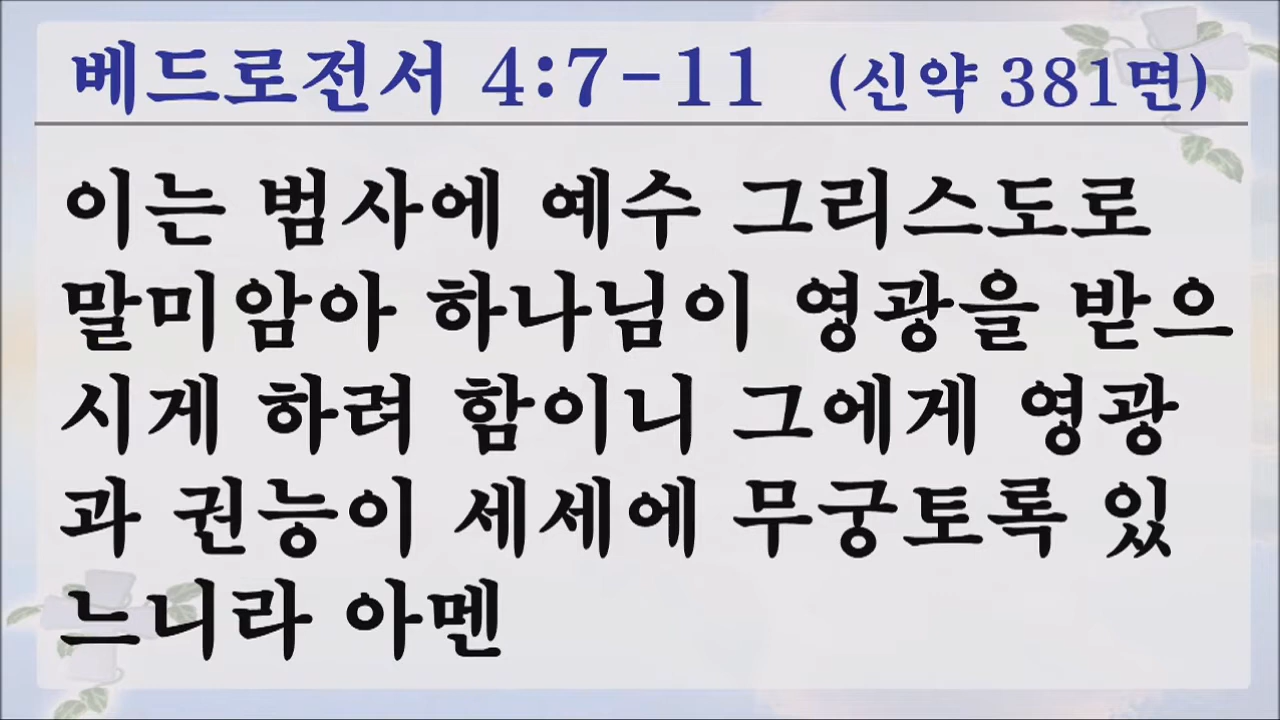 베드로전서 4:7-11 (신약 381면)
이는 범사에 예수 그리스도로
말미암아 하나님이 영광을 받으
시게 하려 함이니 그에게 영광
과 권능이 세세에 무궁토록 있
느니라 아멘